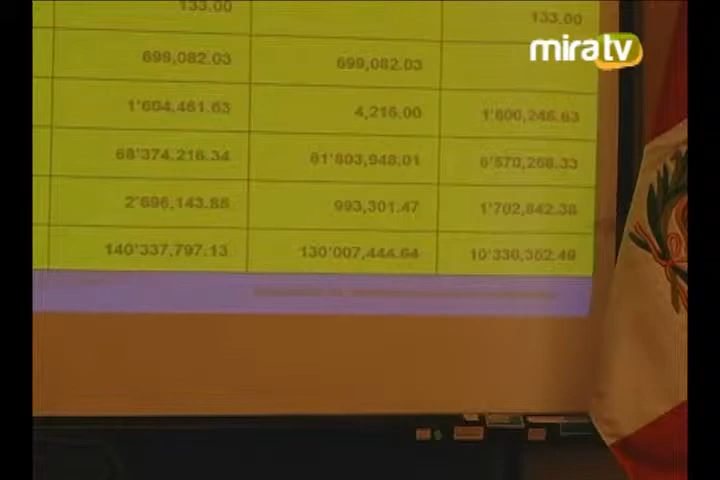 133.00 133.00
miratv
699,082.03 699,082.03
1'604,461.63 4,216.00 1'600,245.63
68'374,216.34 61'803,948.01 6'570,268.33
2'696,143.85 993,301.47 1'702,842.38
140'337,797.13 130'007,444.64 10'330,352.49